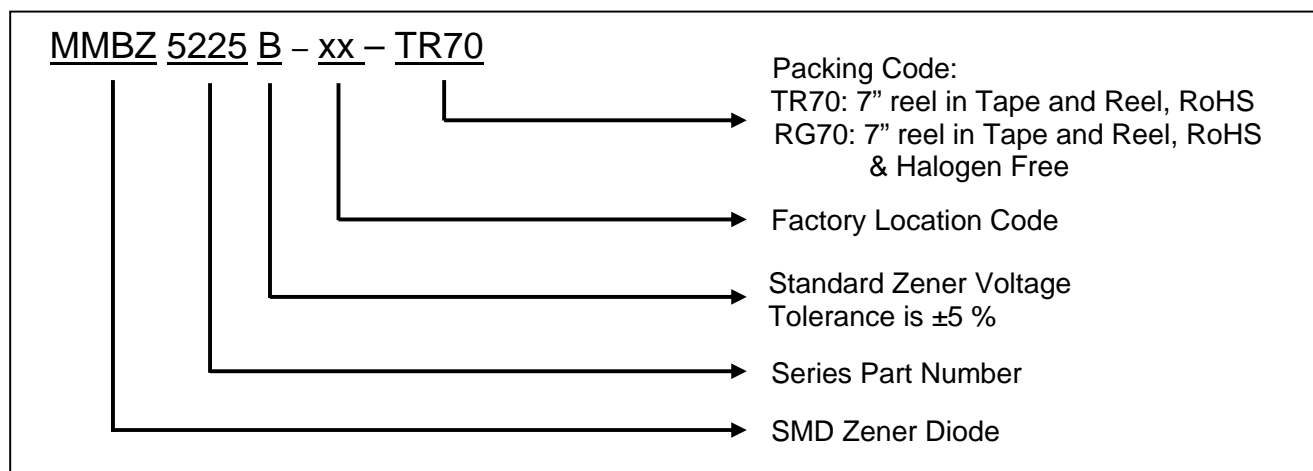 MMBZ 5225 B – xx – TR70
Packing Code:
TR70: 7” reel in Tape and Reel, RoHS
RG70: 7” reel in Tape and Reel, RoHS
& Halogen Free
Factory Location Code
Standard Zener Voltage
Tolerance is ±5 %
Series Part Number
SMD Zener Diode